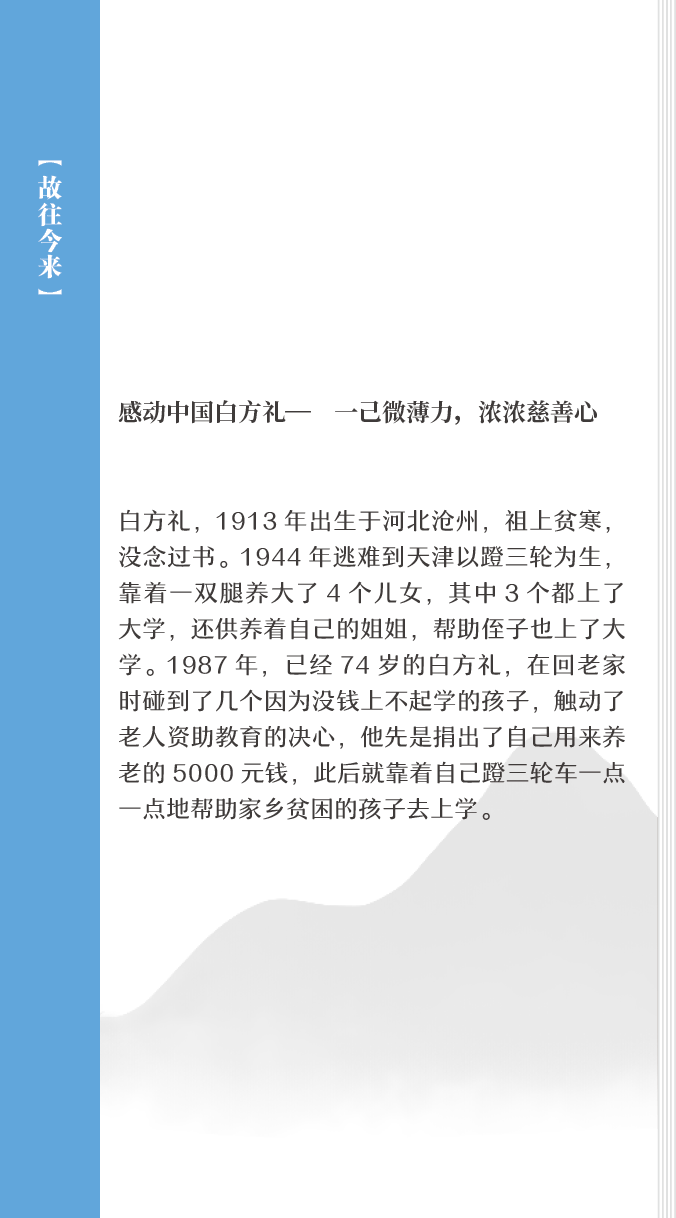 【故往今来】
感动中国白方礼— 一己微薄力，浓浓慈善心
白方礼，1913 年出生于河北沧州，祖上贫寒，
没念过书。1944 年逃难到天津以蹬三轮为生，
靠着一双腿养大了 4 个儿女，其中 3 个都上了
大学，还供养着自己的姐姐，帮助侄子也上了大
学。1987 年，已经 74 岁的白方礼，在回老家
时碰到了几个因为没钱上不起学的孩子，触动了
老人资助教育的决心，他先是捐出了自己用来养
老的 5000 元钱，此后就靠着自己蹬三轮车一点
一点地帮助家乡贫困的孩子去上学。